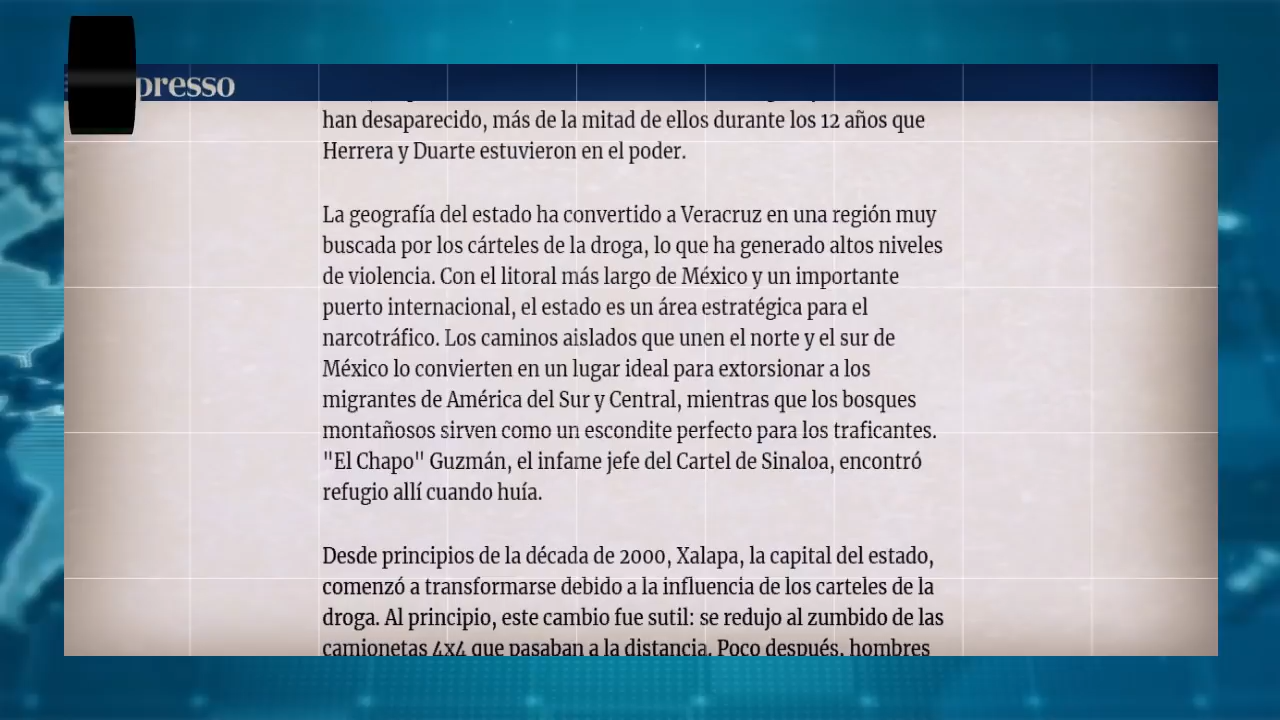 presso
han desaparecido, más de la mitad de ellos durante los 12 años que
Herrera y Duarte estuvieron en el poder.
La geografía del estado ha convertido a Veracruz en una región muy
buscada por los cárteles de la droga, lo que ha generado altos niveles
de violencia. Con el litoral más largo de México y un importante
puerto internacional, el estado es un área estratégica para el
narcotráfico. Los caminos aislados que unen el norte y el sur de
México lo convierten en un lugar ideal para extorsionar a los
migrantes de América del Sur y Central, mientras que los bosques
montañosos sirven como un escondite perfecto para los traficantes.
"El Chapo" Guzmán, el infame jefe del Cartel de Sinaloa, encontró
refugio allí cuando huía.
Desde principios de la década de 2000, Xalapa, la capital del estado,
comenzó a transformarse debido a la influencia de los carteles de la
droga. Al principio, este cambio fue sutil: se redujo al zumbido de las
camionetas 4x4 que pasaban a la distancia. Poco después, hombres